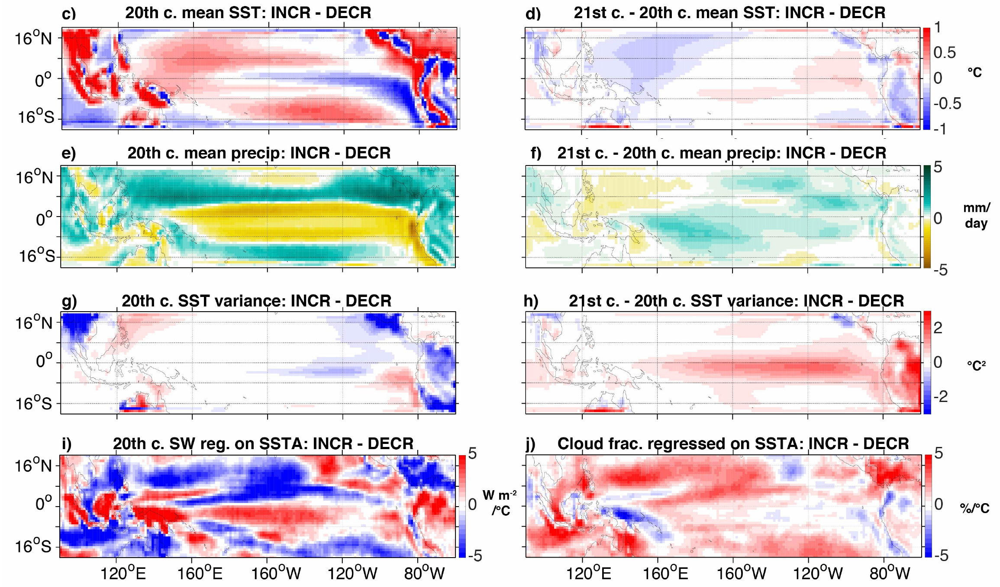 c) 20th c. mean SST: INCR - DECR
16°N
0°
16°S
d) 21st c. - 20th c. mean SST: INCR - DECR
1
0.5
0
-0.5
-1
°C
e) 20th c. mean precip: INCR - DECR
16°N
0°
16°S
f) 21st c. - 20th c. mean precip: INCR - DECR
5
0
-5
mm/
day
g) 20th c. SST variance: INCR - DECR
16°N
0°
16°S
h) 21st c. - 20th c. SST variance: INCR - DECR
2
0
-2
°C²
i) 20th c. SW reg. on SSTA: INCR - DECR
16°N
0°
16°S
120°E 160°E 160°W 120°W 80°W
5
0
-5
W m⁻²
/°C
j) Cloud frac. regressed on SSTA: INCR - DECR
120°E 160°E 160°W 120°W 80°W
5
0
-5
%/°C